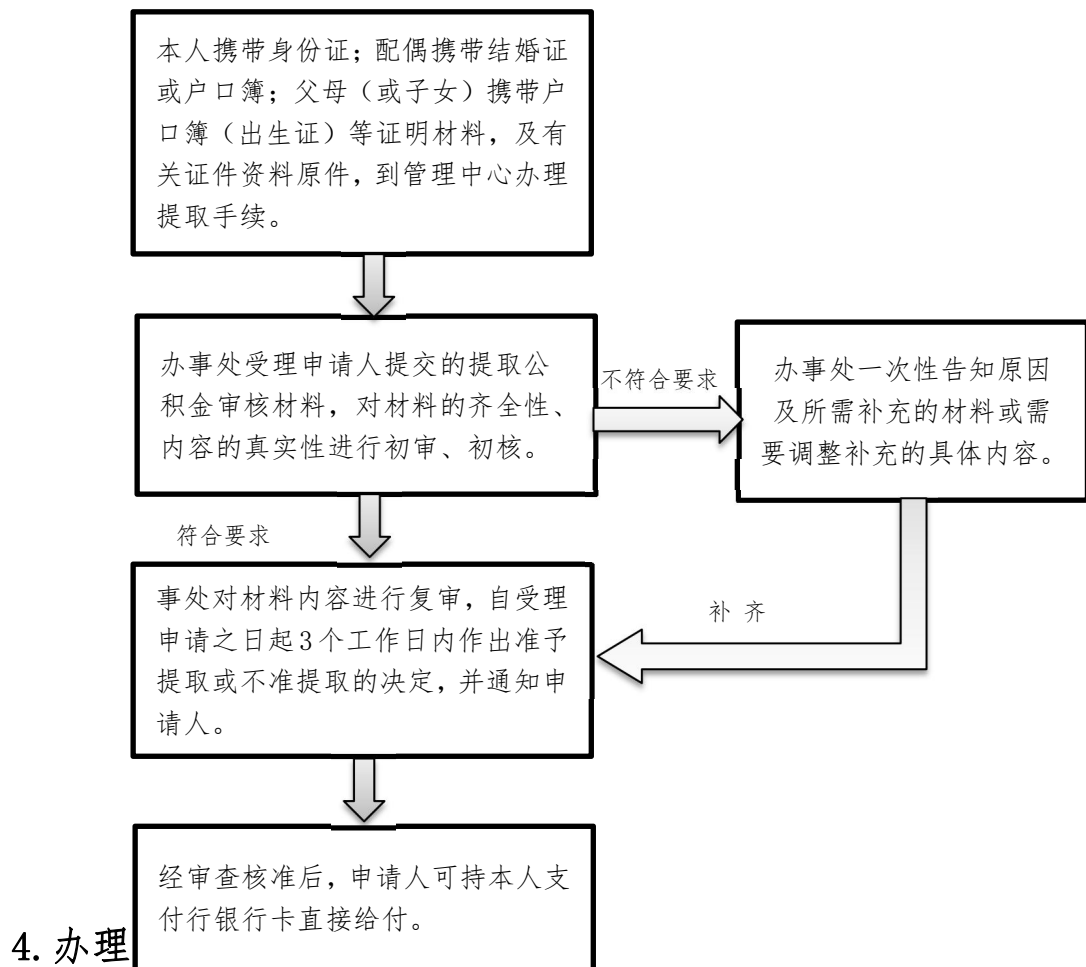 本人携带身份证；配偶携带结婚证
或户口簿；父母（或子女）携带户
口簿（出生证）等证明材料，及有
关证件资料原件，到管理中心办理
提取手续。
办事处受理申请人提交的提取公
积金审核材料，对材料的齐全性、
内容的真实性进行初审、初核。
不符合要求
办事处一次性告知原因
及所需补充的材料或需
要调整补充的具体内容。
符合要求
补 齐
事处对材料内容进行复审，自受理
申请之日起3个工作日内作出准予
提取或不准提取的决定，并通知申
请人。
经审查核准后，申请人可持本人支
付行银行卡直接给付。
4.办理